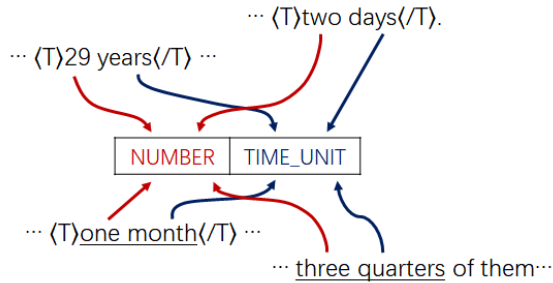 ··· ⟨T⟩two days⟨/T⟩.
··· ⟨T⟩29 years⟨/T⟩ ···
NUMBER TIME_UNIT
··· ⟨T⟩one month⟨/T⟩ ···
··· three quarters of them···